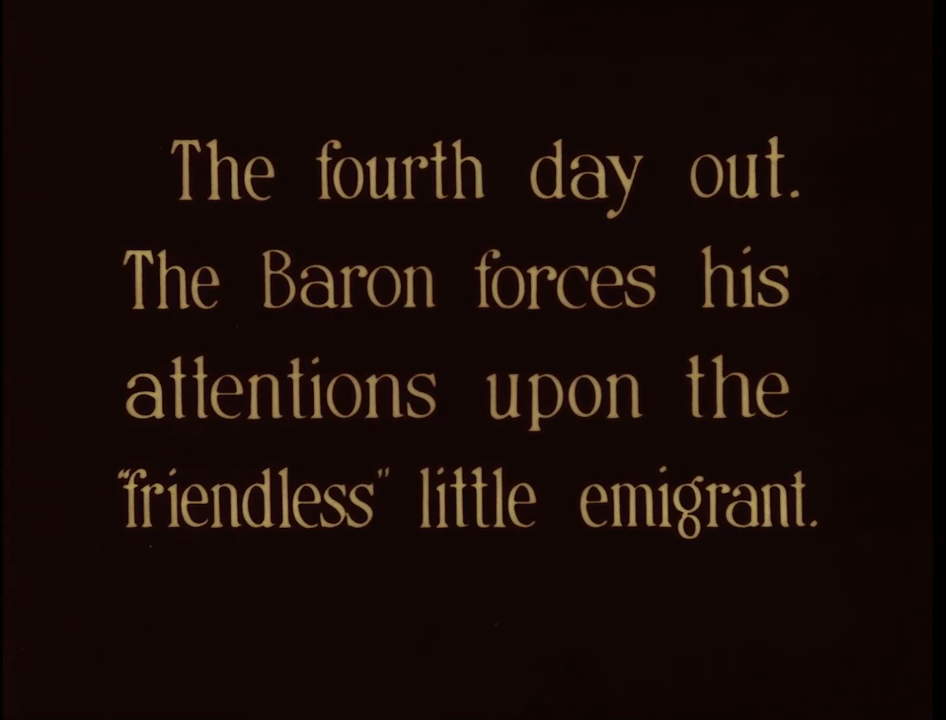 The fourth day out.
The Baron forces his
attentions upon the
"friendless" little emigrant.